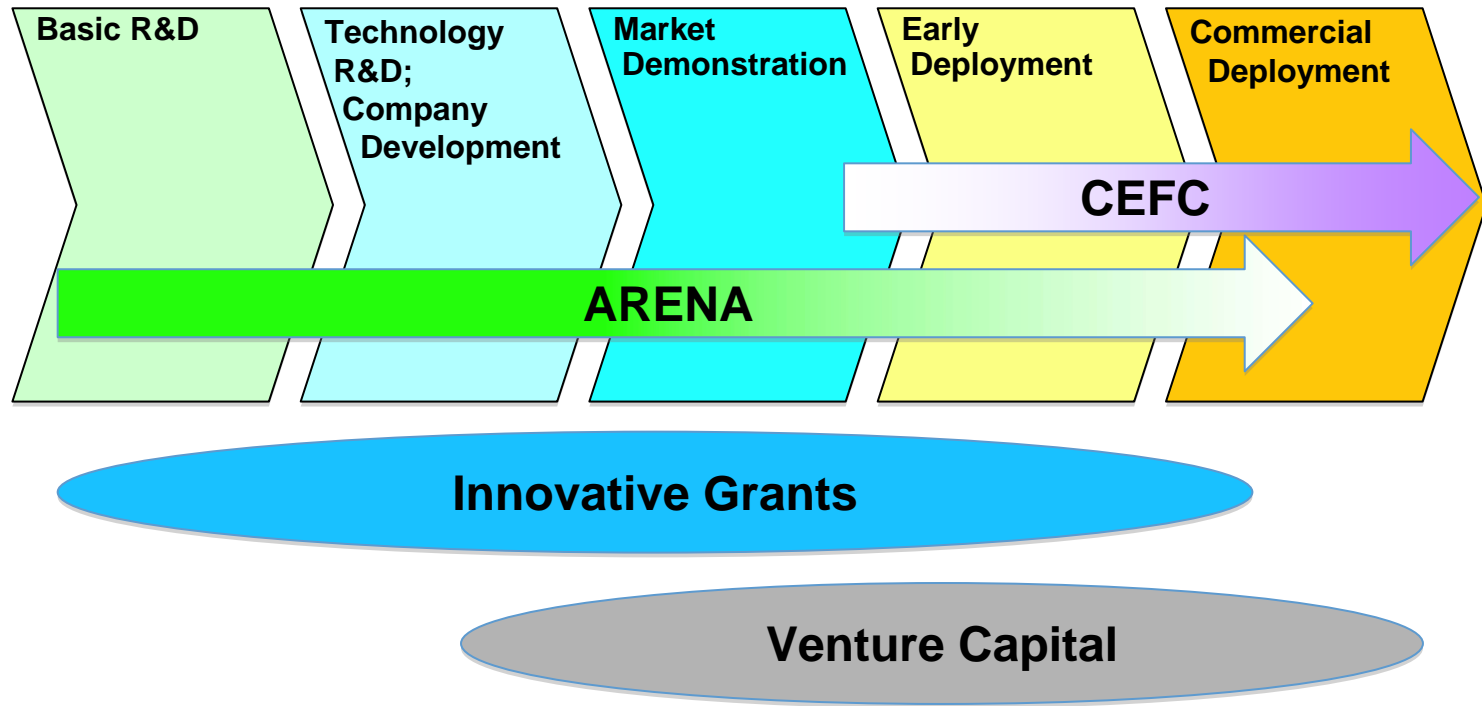 Basic R&D
Technology
R&D;
Company
Development
Market
Demonstration
Early
Deployment
Commercial
Deployment
CEFC
ARENA
Innovative Grants
Venture Capital